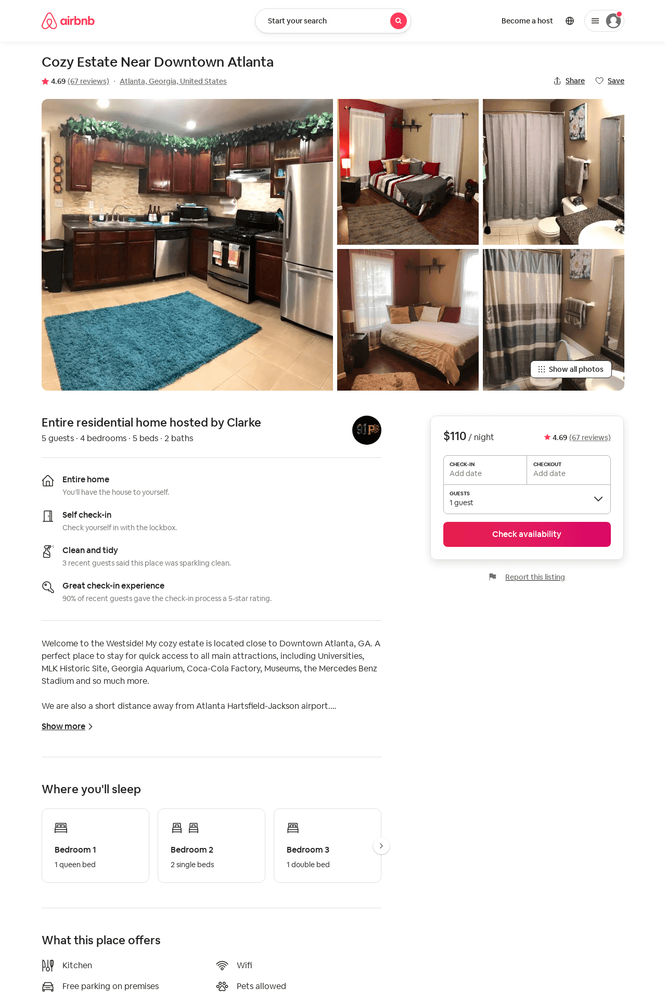 airbnb
Start your search
Become a host
Cozy Estate Near Downtown Atlanta
4.69 (67 reviews) · Atlanta, Georgia, United States
Share
Save
Show all photos
Entire residential home hosted by Clarke
5 guests · 4 bedrooms · 5 beds · 2 baths
91P
$110 / night
4.69 (67 reviews)
CHECK-IN
Add date
CHECKOUT
Add date
GUESTS
1 guest
Check availability
Report this listing
Entire home
You’ll have the house to yourself.
Self check-in
Check yourself in with the lockbox.
Clean and tidy
3 recent guests said this place was sparkling clean.
Great check-in experience
90% of recent guests gave the check-in process a 5-star rating.
Welcome to the Westside! My cozy estate is located close to Downtown Atlanta, GA. A
perfect place to stay for quick access to all main attractions, including Universities,
MLK Historic Site, Georgia Aquarium, Coca-Cola Factory, Museums, the Mercedes Benz
Stadium and so much more.
We are also a short distance away from Atlanta Hartsfield-Jackson airport.…
Show more
Where you'll sleep
Bedroom 1
1 queen bed
Bedroom 2
2 single beds
Bedroom 3
1 double bed
What this place offers
Kitchen
Wifi
Free parking on premises
Pets allowed